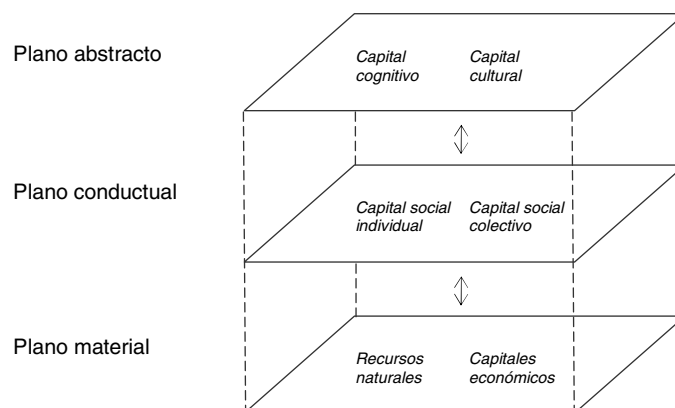 Plano abstracto
Capital
cognitivo
Capital
cultural
Plano conductual
Capital social
individual
Capital social
colectivo
Plano material
Recursos
naturales
Capitales
económicos